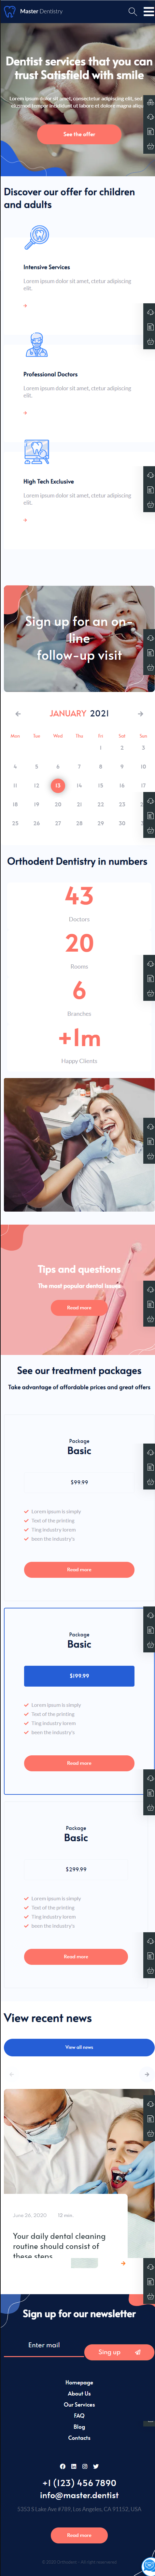 Master Dentistry
Dentist services that you can
trust Satisfied with smile
Lorem ipsum dolor sit amet, consectetur adipiscing elit, sed do
eiusmod tempor incididunt ut labore et dolore magna aliqua.
See the offer
Discover our offer for children
and adults
Intensive Services
Lorem ipsum dolor sit amet, ctetur adipiscing
elit.
Professional Doctors
Lorem ipsum dolor sit amet, ctetur adipiscing
elit.
High Tech Exclusive
Lorem ipsum dolor sit amet, ctetur adipiscing
elit.
Sign up for an on-
line
follow-up visit
JANUARY 2021
Mon Tue Wed Thu Fri Sat Sun
1 2 3
4 5 6 7 8 9 10
11 12 13 14 15 16 17
18 19 20 21 22 23
25 26 27 28 29 30
Orthodent Dentistry in numbers
43
Doctors
20
Rooms
6
Branches
+1m
Happy Clients
Tips and questions
The most popular dental issues
Read more
See our treatment packages
Take advantage of affordable prices and great offers
Package
Basic
$99.99
Lorem ipsum is simply
Text of the printing
Ting industry lorem
been the industry's
Read more
Package
Basic
$199.99
Lorem ipsum is simply
Text of the printing
Ting industry lorem
been the industry's
Read more
Package
Basic
$299.99
Lorem ipsum is simply
Text of the printing
Ting industry lorem
been the industry's
Read more
View recent news
View all news
June 26, 2020 12 min.
Your daily dental cleaning
routine should consist of
these steps
Sign up for our newsletter
Enter mail
Sing up
Homepage
About Us
Our Services
FAQ
Blog
Contacts
+1 (123) 456 7890
info@master.dentist
5353 S Lake Ave #789, Los Angeles, CA 91153, USA
Read more